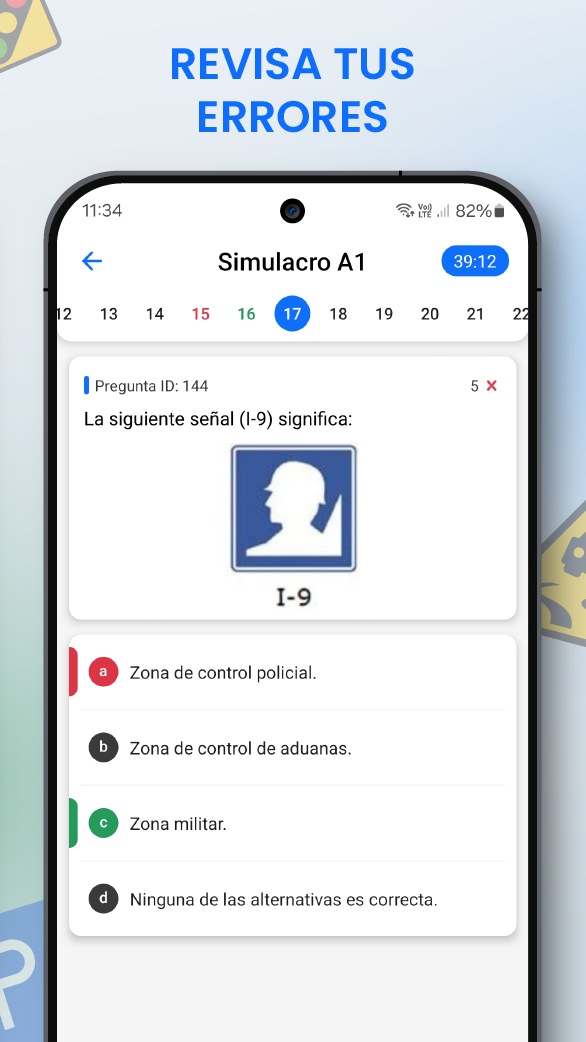 REVISA TUS
ERRORES
11:34
Vo) LTE 82%
Simulacro A1
39:12
12 13 14 15 16 17 18 19 20 21 22
Pregunta ID: 144
5
La siguiente señal (I-9) significa:
I-9
a Zona de control policial.
b Zona de control de aduanas.
c Zona militar.
d Ninguna de las alternativas es correcta.